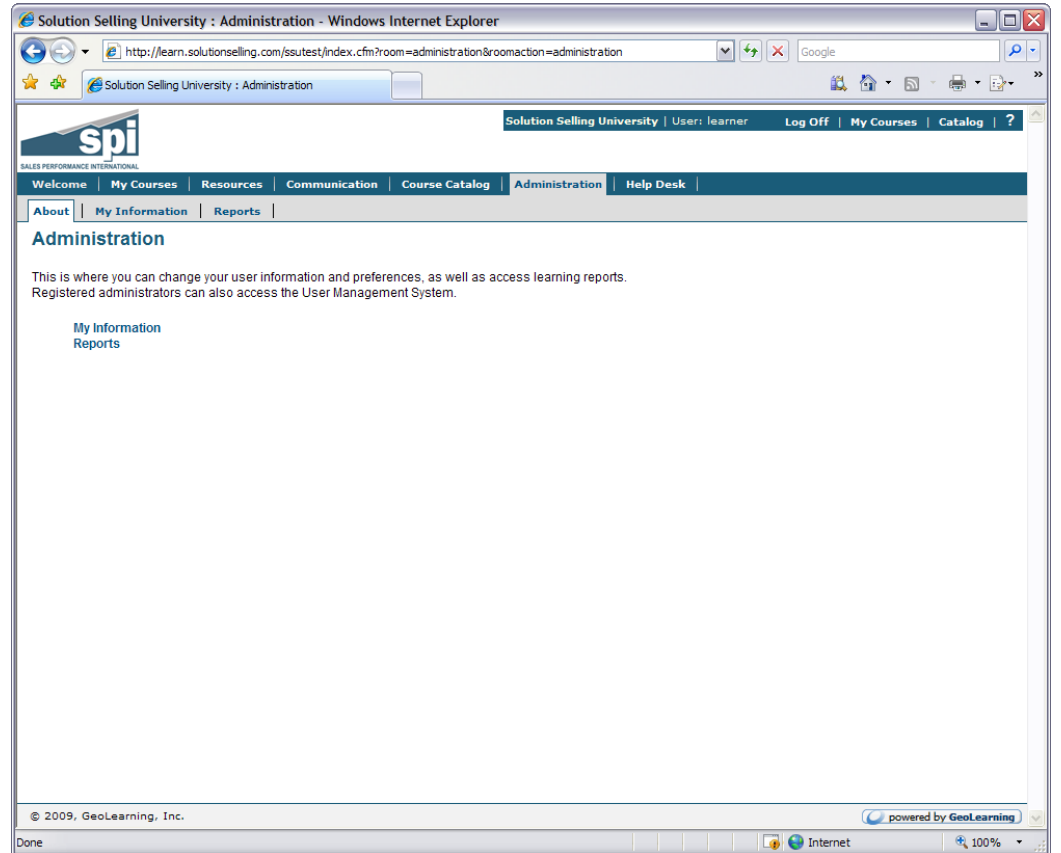 Solution Selling University : Administration - Windows Internet Explorer
http://learn.solutionselling.com/ssutest/index.cfm?room=administration&roomaction=administration
Google
Solution Selling University : Administration
spi
SALES PERFORMANCE INTERNATIONAL
Solution Selling University | User: learner Log Off | My Courses | Catalog | ?
Welcome | My Courses | Resources | Communication | Course Catalog | Administration | Help Desk |
About | My Information | Reports |
Administration
This is where you can change your user information and preferences, as well as access learning reports.
Registered administrators can also access the User Management System.
My Information
Reports
© 2009, GeoLearning, Inc.
powered by GeoLearning
Done
Internet
100%